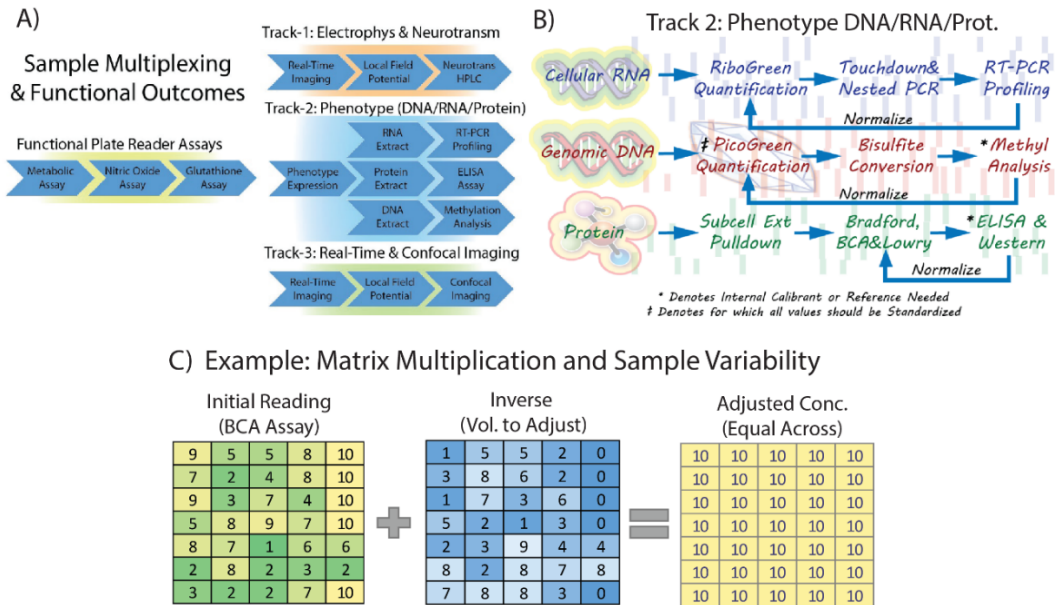 A)
Sample Multiplexing
& Functional Outcomes
Functional Plate Reader Assays
Metabolic
Assay
Nitric Oxide
Assay
Glutathione
Assay
Track-1: Electrophys & Neurotransm
Real-Time
Imaging
Local Field
Potential
Neurotrans
HPLC
Track-2: Phenotype (DNA/RNA/Protein)
RNA
Extract
RT-PCR
Profiling
Phenotype
Expression
Protein
Extract
ELISA
Assay
DNA
Extract
Methylation
Analysis
Track-3: Real-Time & Confocal Imaging
Real-Time
Imaging
Local Field
Potential
Confocal
Imaging
B)
Track 2: Phenotype DNA/RNA/Prot.
Cellular RNA
RiboGreen
Quantification
Touchdown&
Nested PCR
RT-PCR
Profiling
Normalize
Genomic DNA
‡ PicoGreen
Quantification
Bisulfite
Conversion
* Methyl
Analysis
Normalize
Protein
Subcell Ext
Pulldown
Bradford,
BCA&Lowry
* ELISA &
Western
Normalize
* Denotes Internal Calibrant or Reference Needed
‡ Denotes for which all values should be Standardized
C) Example: Matrix Multiplication and Sample Variability
Initial Reading
(BCA Assay)
9 5 5 8 10
7 2 4 8 10
9 3 7 4 10
5 8 9 7 10
8 7 1 6 6
2 8 2 3 2
3 2 2 7 10
+
Inverse
(Vol. to Adjust)
1 5 5 2 0
3 8 6 2 0
1 7 3 6 0
5 2 1 3 0
2 3 9 4 4
8 2 8 7 8
7 8 8 3 0
=
Adjusted Conc.
(Equal Across)
10 10 10 10 10
10 10 10 10 10
10 10 10 10 10
10 10 10 10 10
10 10 10 10 10
10 10 10 10 10
10 10 10 10 10